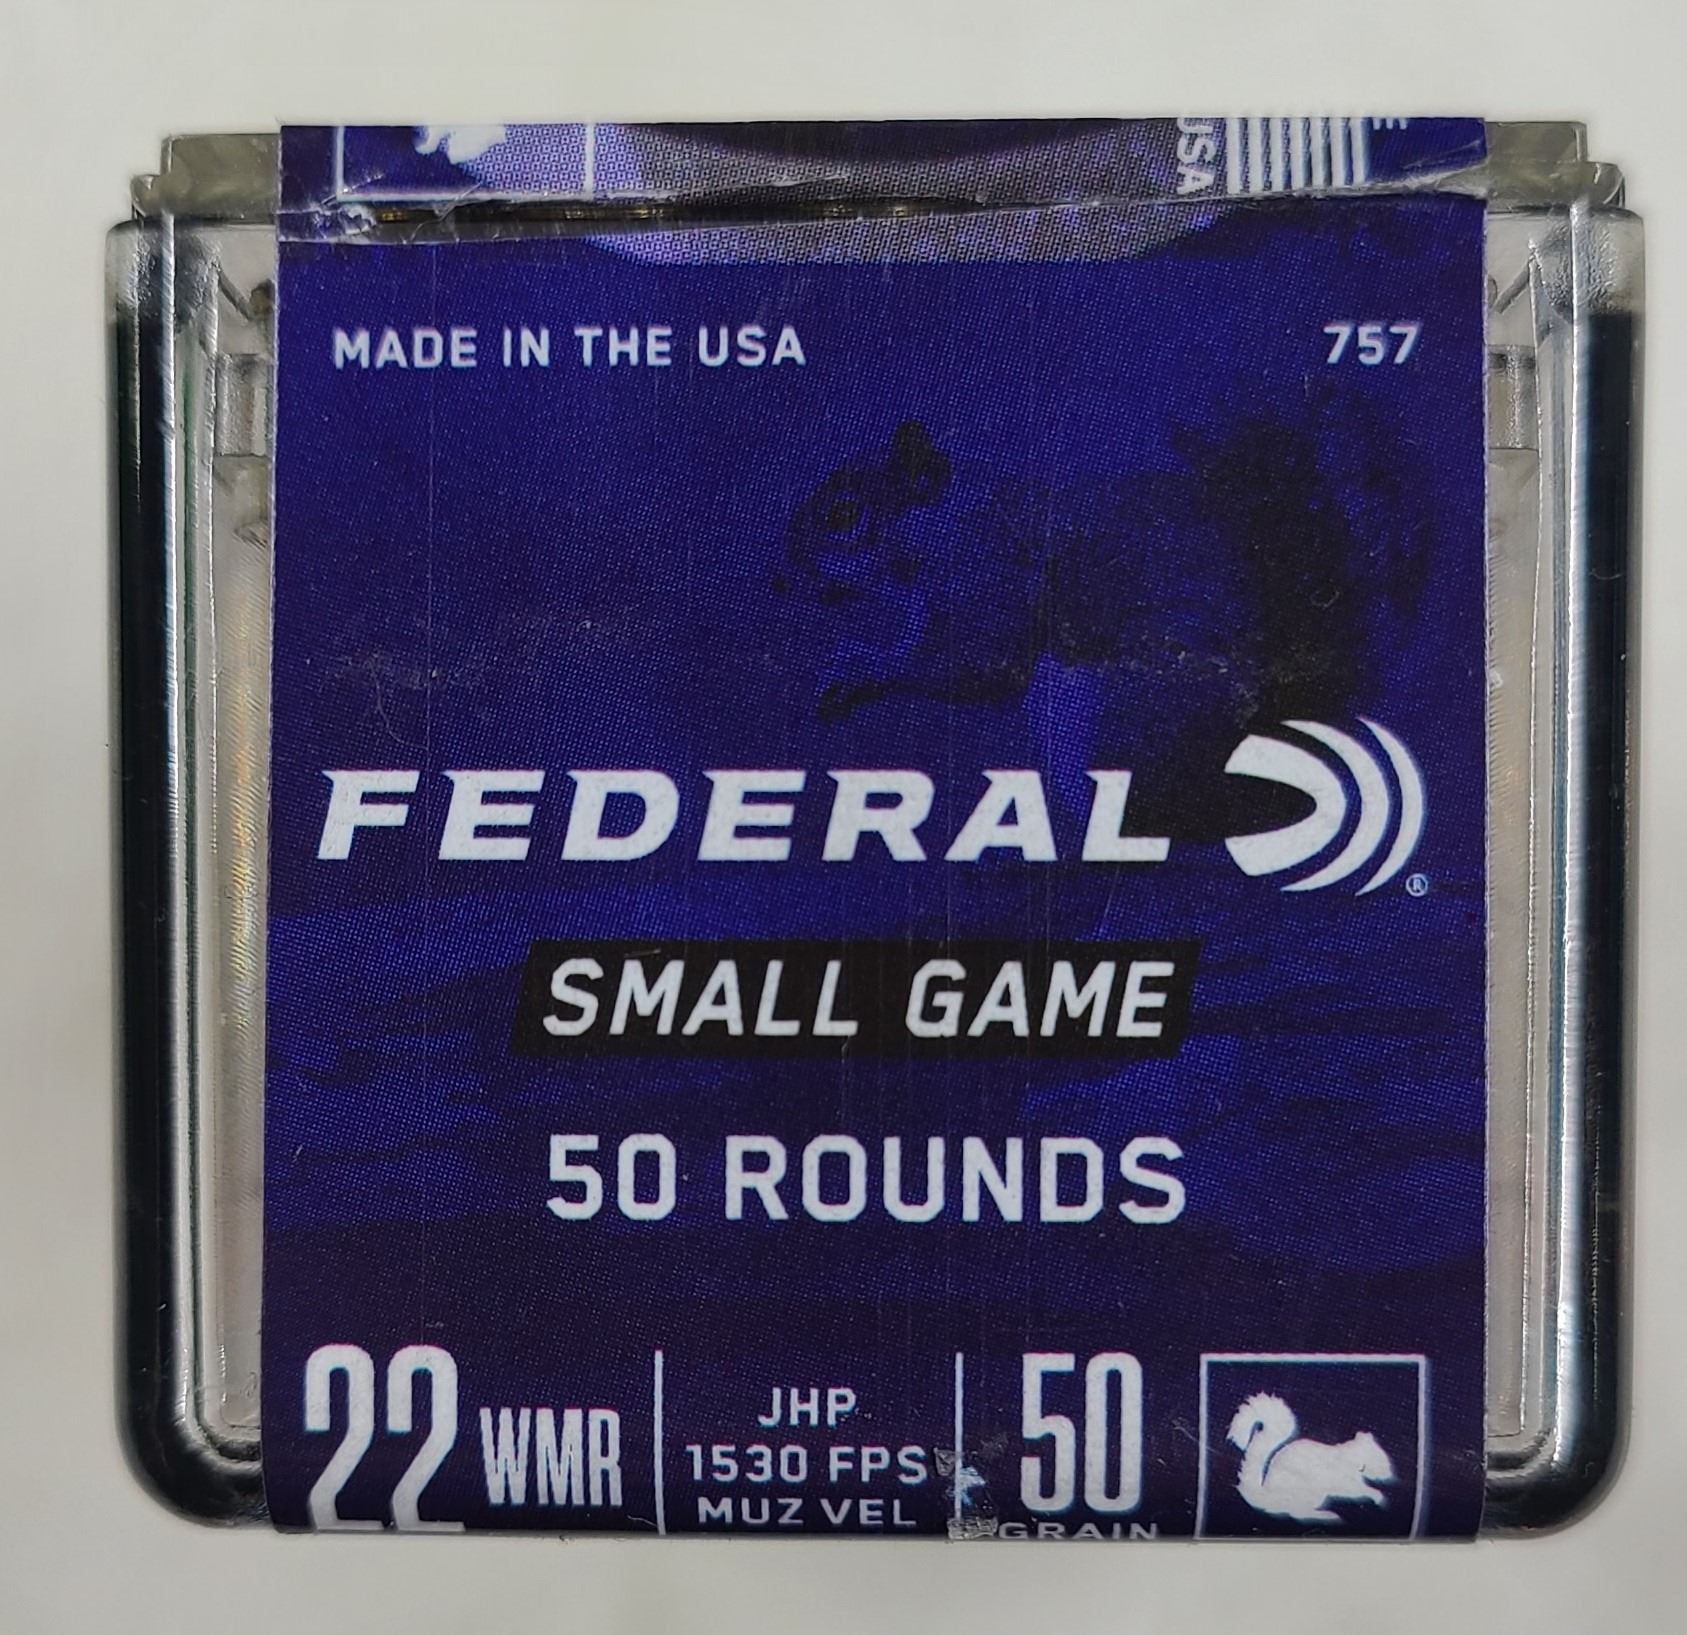 USA
MADE IN THE USA
757
FEDERAL
®
SMALL GAME
50 ROUNDS
22 WMR
JHP
1530 FPS
MUZ VEL
50
GRAIN